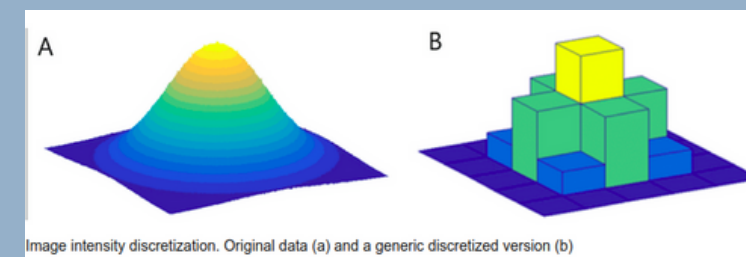 A
B
Image intensity discretization. Original data (a) and a generic discretized version (b)